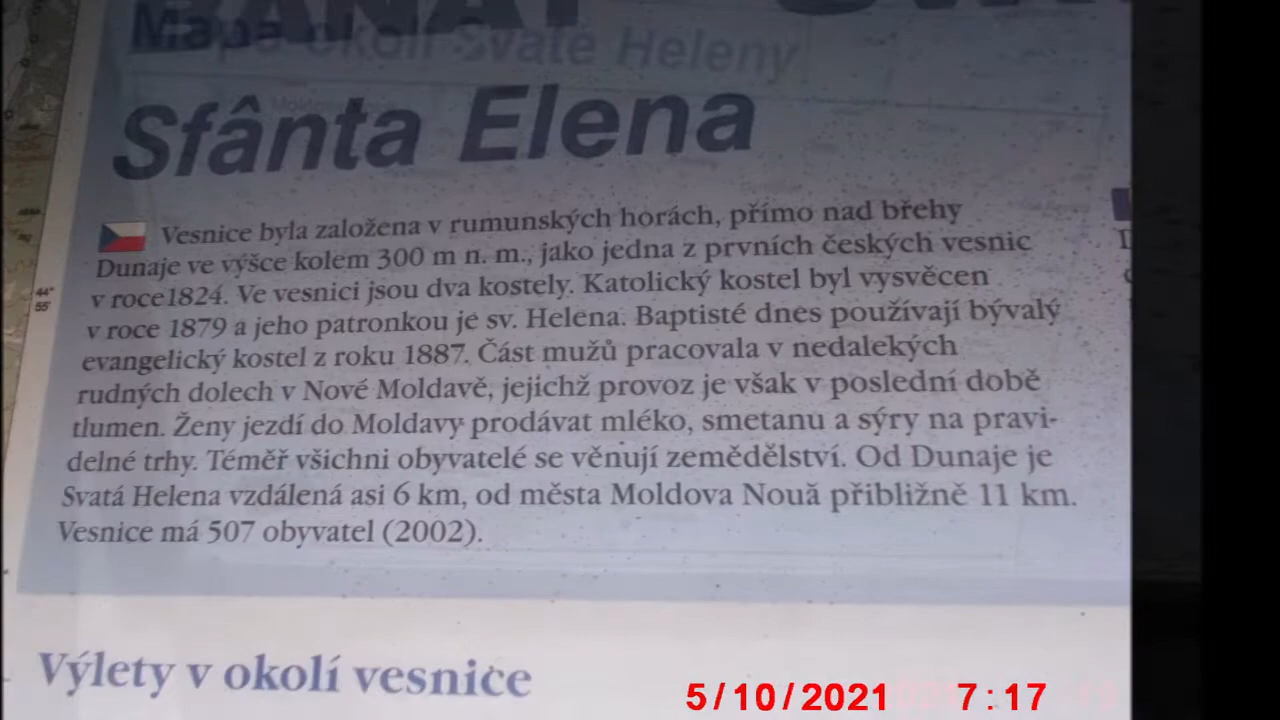 BANÁT - SVA
Mapa okolí Svaté Heleny
Sfânta Elena
Vesnice byla založena v rumunských horách, přímo nad břehy
Dunaje ve výšce kolem 300 m n. m., jako jedna z prvních českých vesnic
v roce1824. Ve vesnici jsou dva kostely. Katolický kostel byl vysvěcen
v roce 1879 a jeho patronkou je sv. Helena. Baptisté dnes používají bývalý
evangelický kostel z roku 1887. Část mužů pracovala v nedalekých
rudných dolech v Nové Moldavě, jejichž provoz je však v poslední době
tlumen. Ženy jezdí do Moldavy prodávat mléko, smetanu a sýry na pravi-
delné trhy. Téměř všichni obyvatelé se věnují zemědělství. Od Dunaje je
Svatá Helena vzdálená asi 6 km, od města Moldova Nouă přibližně 11 km.
Vesnice má 507 obyvatel (2002).
44°
55'
Výlety v okolí vesnice
5/10/2021 7:17